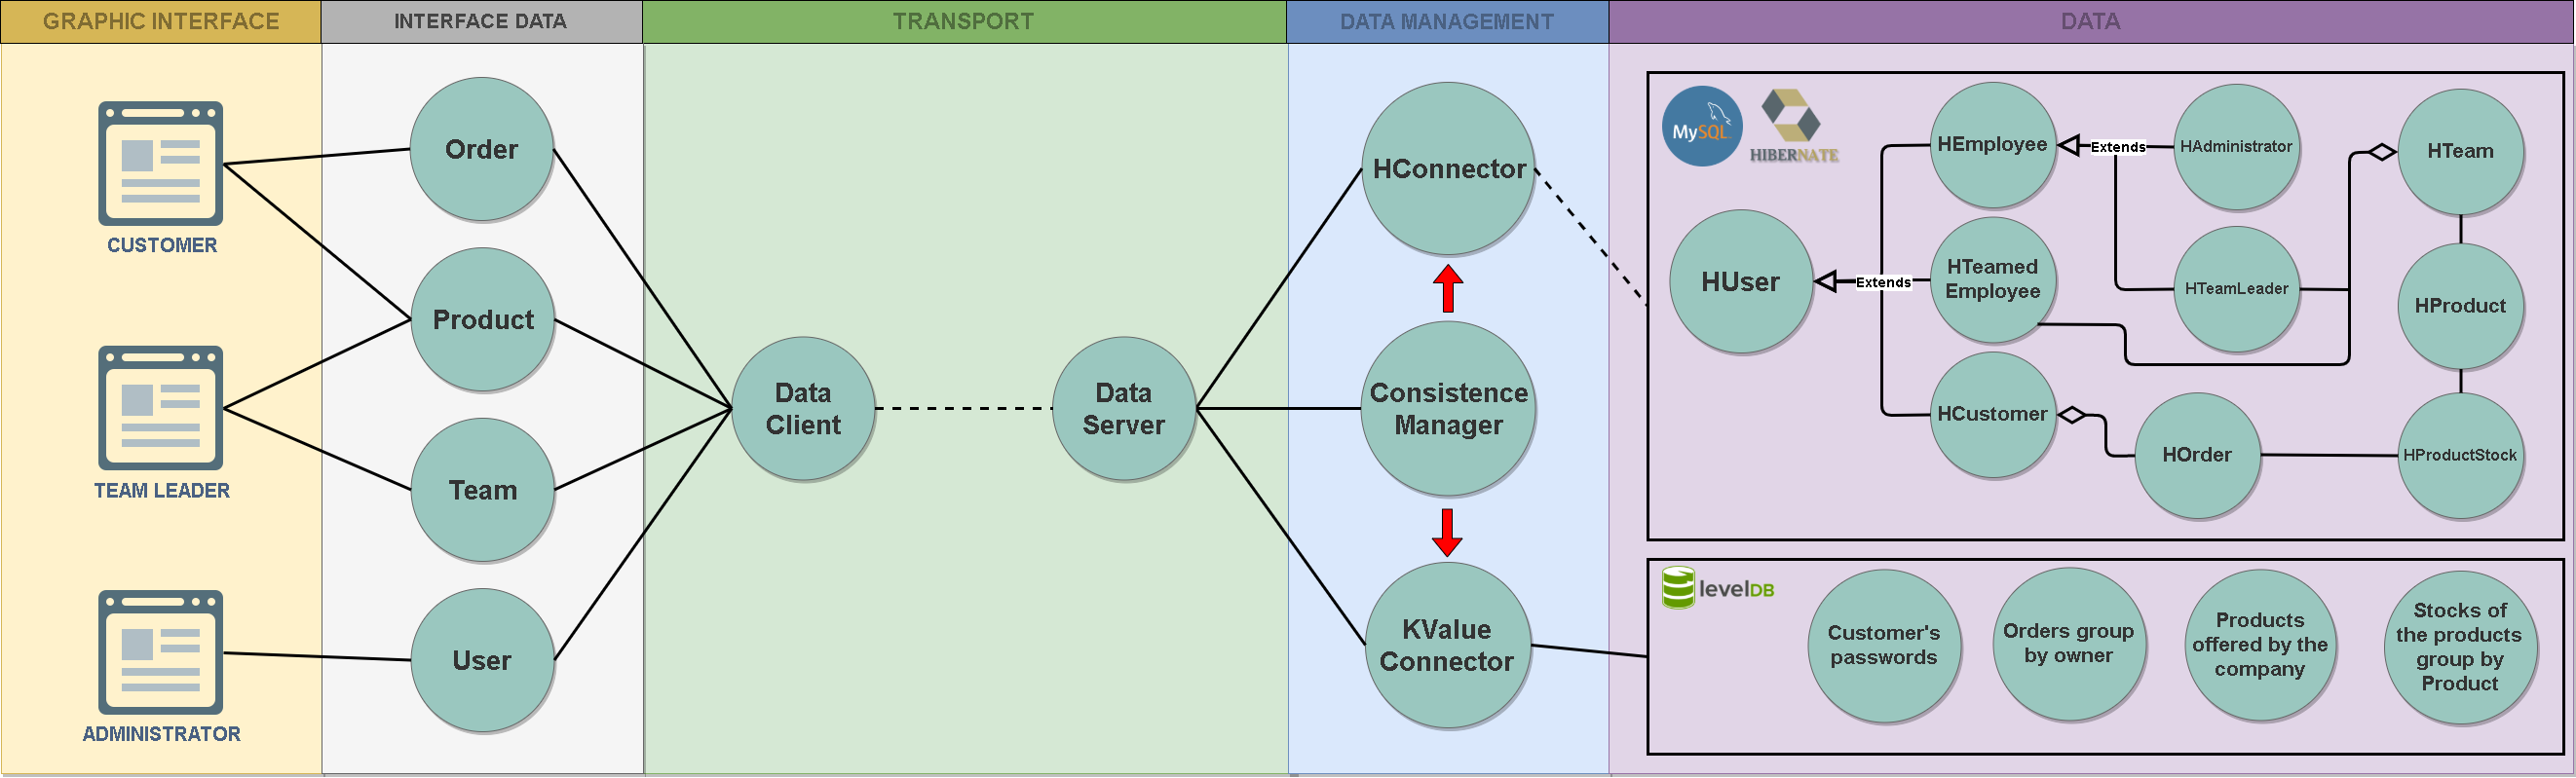 GRAPHIC INTERFACE
INTERFACE DATA
TRANSPORT
DATA MANAGEMENT
DATA
CUSTOMER
TEAM LEADER
ADMINISTRATOR
Order
Product
Team
User
Data
Client
Data
Server
HConnector
Consistence
Manager
KValue
Connector
MySQL
HIBERNATE
HUser
Extends
HEmployee
HTeamed
Employee
HCustomer
Extends
HAdministrator
HTeamLeader
HOrder
HTeam
HProduct
HProductStock
levelDB
Customer's
passwords
Orders group
by owner
Products
offered by the
company
Stocks of
the products
group by
Product